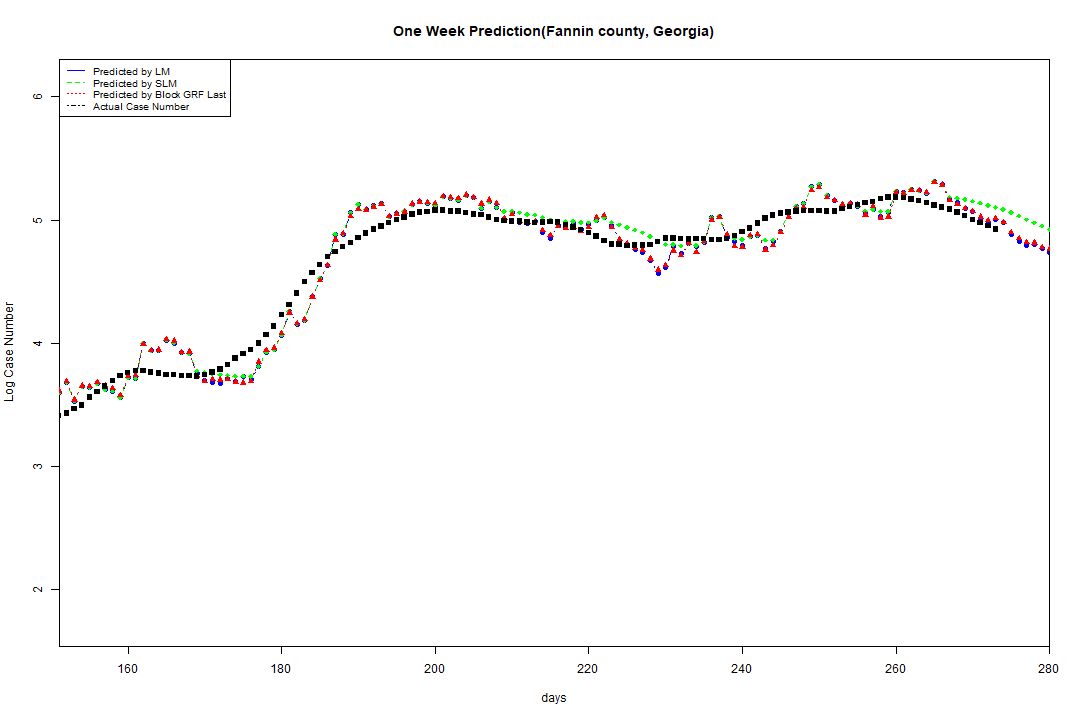 One Week Prediction(Fannin county, Georgia)
Predicted by LM
Predicted by SLM
Predicted by Block GRF Last
Actual Case Number
6
5
4
3
2
Log Case Number
160 180 200 220 240 260 280
days